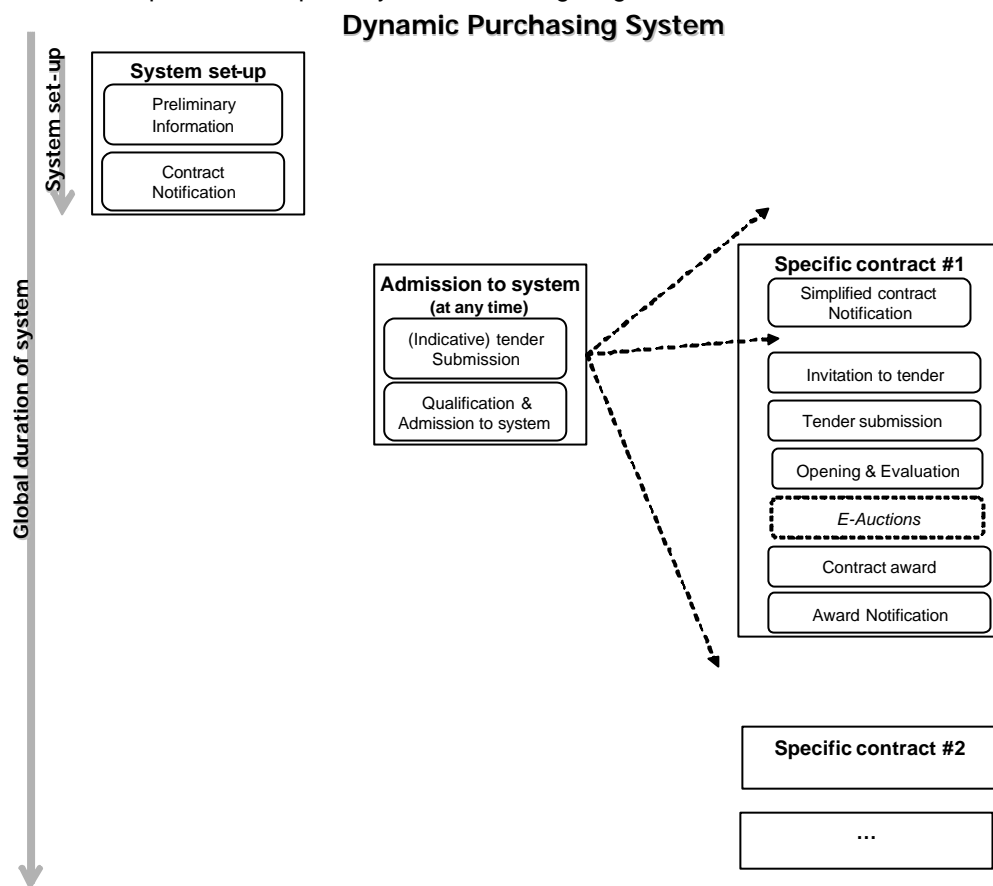 Dynamic Purchasing System
System set-up
Global duration of system
System set-up
Preliminary
Information
Contract
Notification
Admission to system
(at any time)
(Indicative) tender
Submission
Qualification &
Admission to system
Specific contract #1
Simplified contract
Notification
Invitation to tender
Tender submission
Opening & Evaluation
E-Auctions
Contract award
Award Notification
Specific contract #2
...